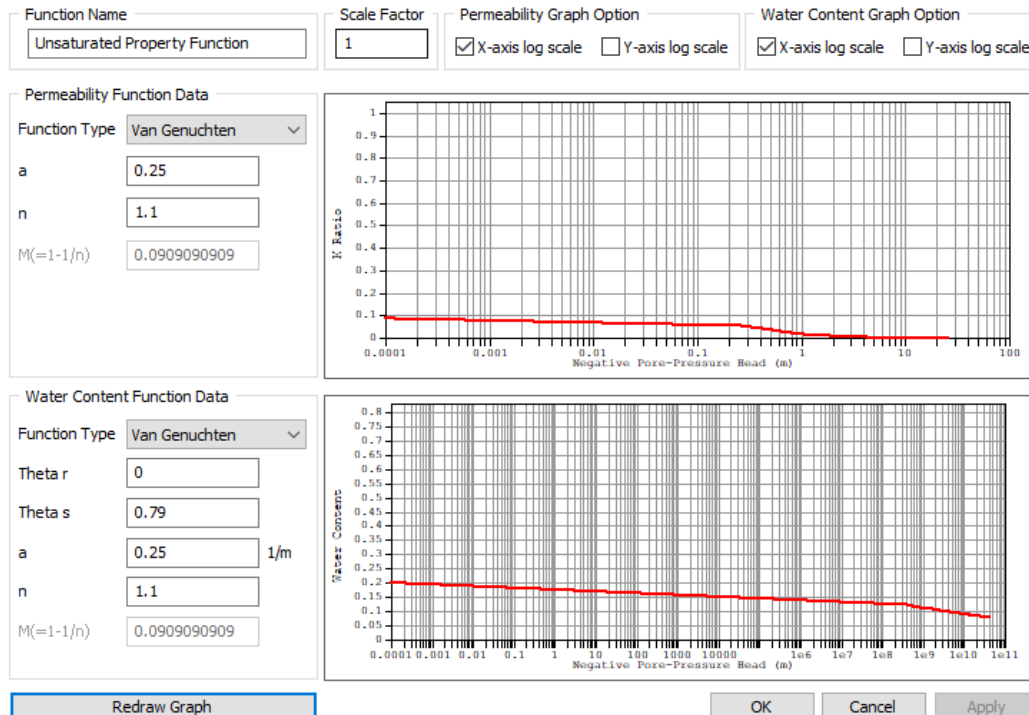 Function Name
Unsaturated Property Function
Scale Factor
1
Permeability Graph Option
X-axis log scale Y-axis log scale
Water Content Graph Option
X-axis log scale Y-axis log scale
Permeability Function Data
Function Type Van Genuchten
a 0.25
n 1.1
M(=1-1/n) 0.0909090909
K Ratio
1
0.9
0.8
0.7
0.6
0.5
0.4
0.3
0.2
0.1
0
0.0001 0.001 0.01 0.1 1 10 100
Negative Pore-Pressure Head (m)
Water Content Function Data
Function Type Van Genuchten
Theta r 0
Theta s 0.79
a 0.25 1/m
n 1.1
M(=1-1/n) 0.0909090909
Water Content
0.8
0.75
0.7
0.65
0.6
0.55
0.5
0.45
0.4
0.35
0.3
0.25
0.2
0.15
0.1
0.05
0
0.0001 0.001 0.01 0.1 1 10 100 1000 10000 1e6 1e7 1e8 1e9 1e10 1e11
Negative Pore-Pressure Head (m)
Redraw Graph
OK Cancel Apply